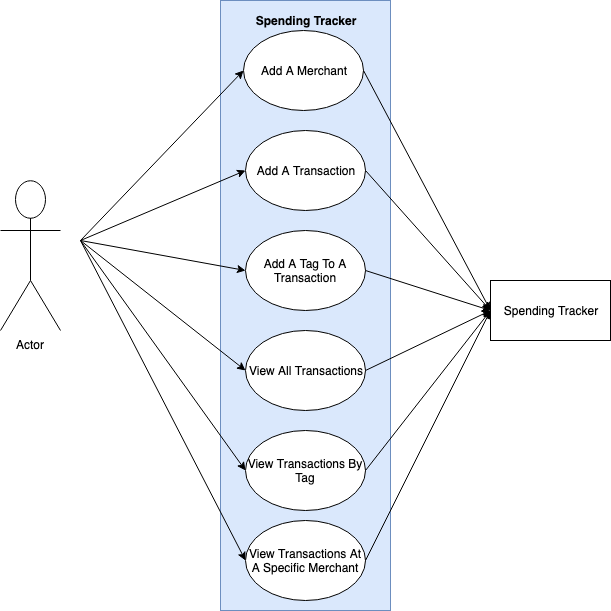 Spending Tracker
Add A Merchant
Add A Transaction
Add A Tag To A
Transaction
View All Transactions
View Transactions By
Tag
View Transactions At
A Specific Merchant
Actor
Spending Tracker